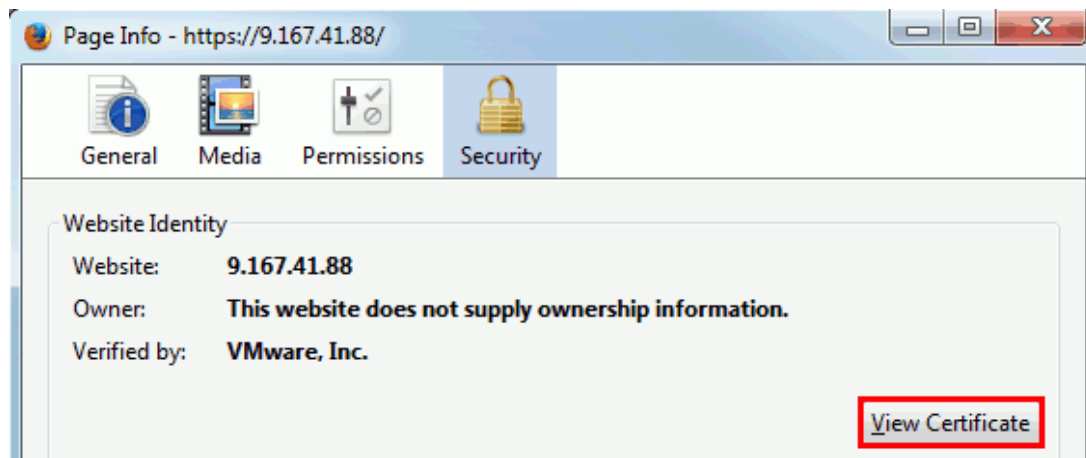 Page Info - https://9.167.41.88/
General Media Permissions Security
Website Identity
Website: 9.167.41.88
Owner: This website does not supply ownership information.
Verified by: VMware, Inc.
View Certificate